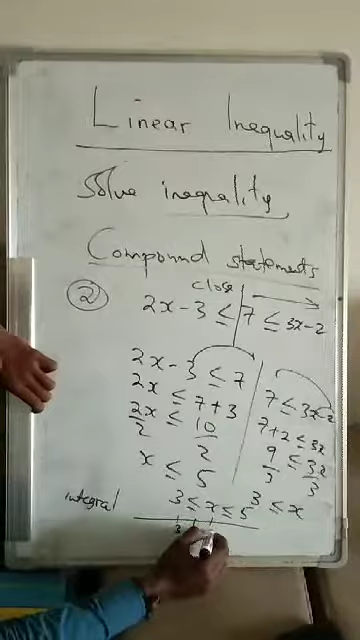 Linear Inequality
Solve inequality
Compound statements
close
② 2x - 3 ≤ 7 ≤ 3x - 2
2x - 3 ≤ 7
2x ≤ 7 + 3
2x/2 ≤ 10/2
x ≤ 5
7 ≤ 3x - 2
7 + 2 ≤ 3x
9/3 ≤ 3x/3
3 ≤ x
integral 3 ≤ x ≤ 5
3